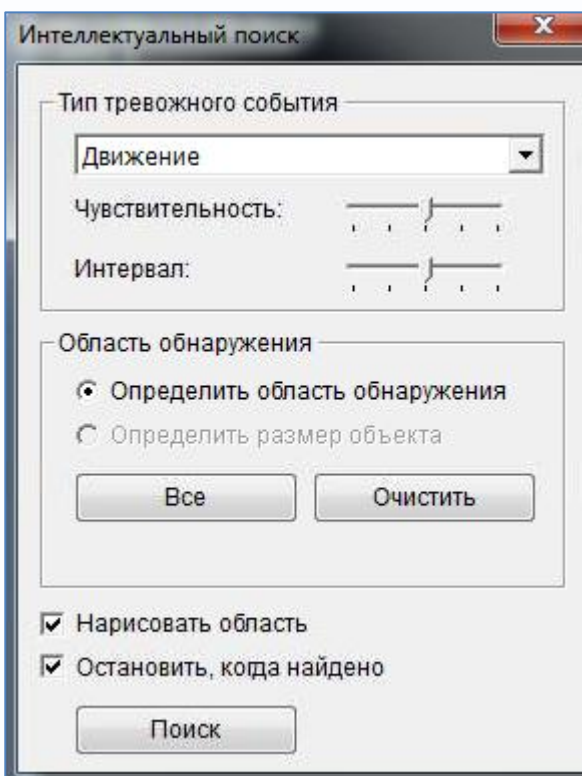 Интеллектуальный поиск
Тип тревожного события
Движение
Чувствительность:
Интервал:
Область обнаружения
Определить область обнаружения
Определить размер объекта
Все Очистить
Нарисовать область
Остановить, когда найдено
Поиск